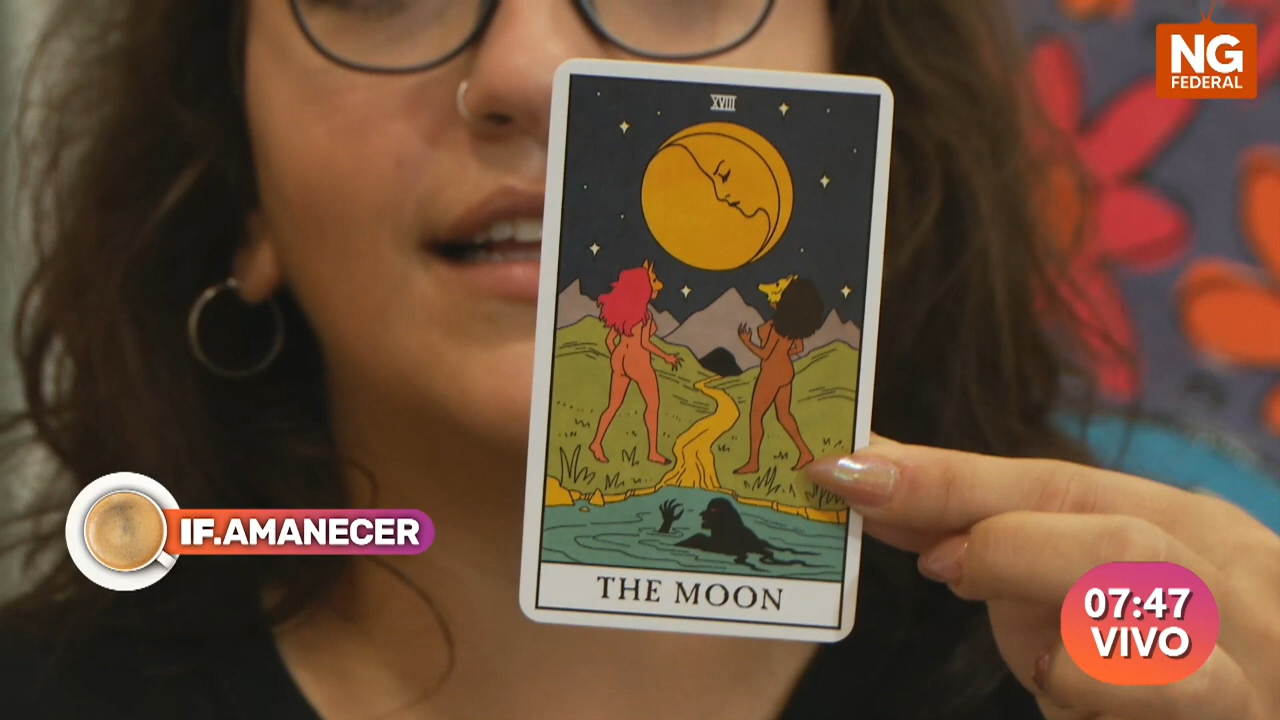 NG
FEDERAL
XVIII
THE MOON
IF.AMANECER
07:47
VIVO